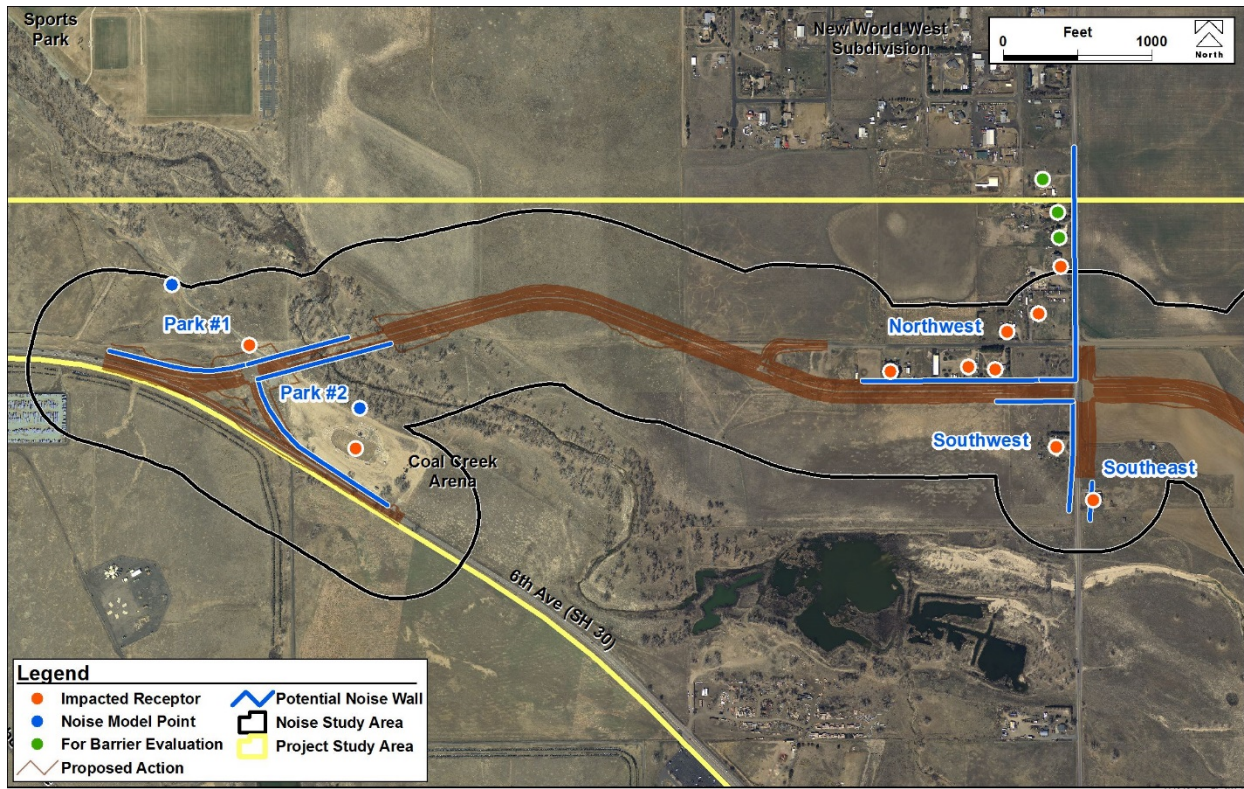 Sports
Park
New World West
Subdivision
Feet
0
1000
North
Park #1
Northwest
Park #2
Southwest
Coal Creek
Arena
Southeast
6th Ave (SH 30)
Legend
Impacted Receptor
Noise Model Point
For Barrier Evaluation
Proposed Action
Potential Noise Wall
Noise Study Area
Project Study Area